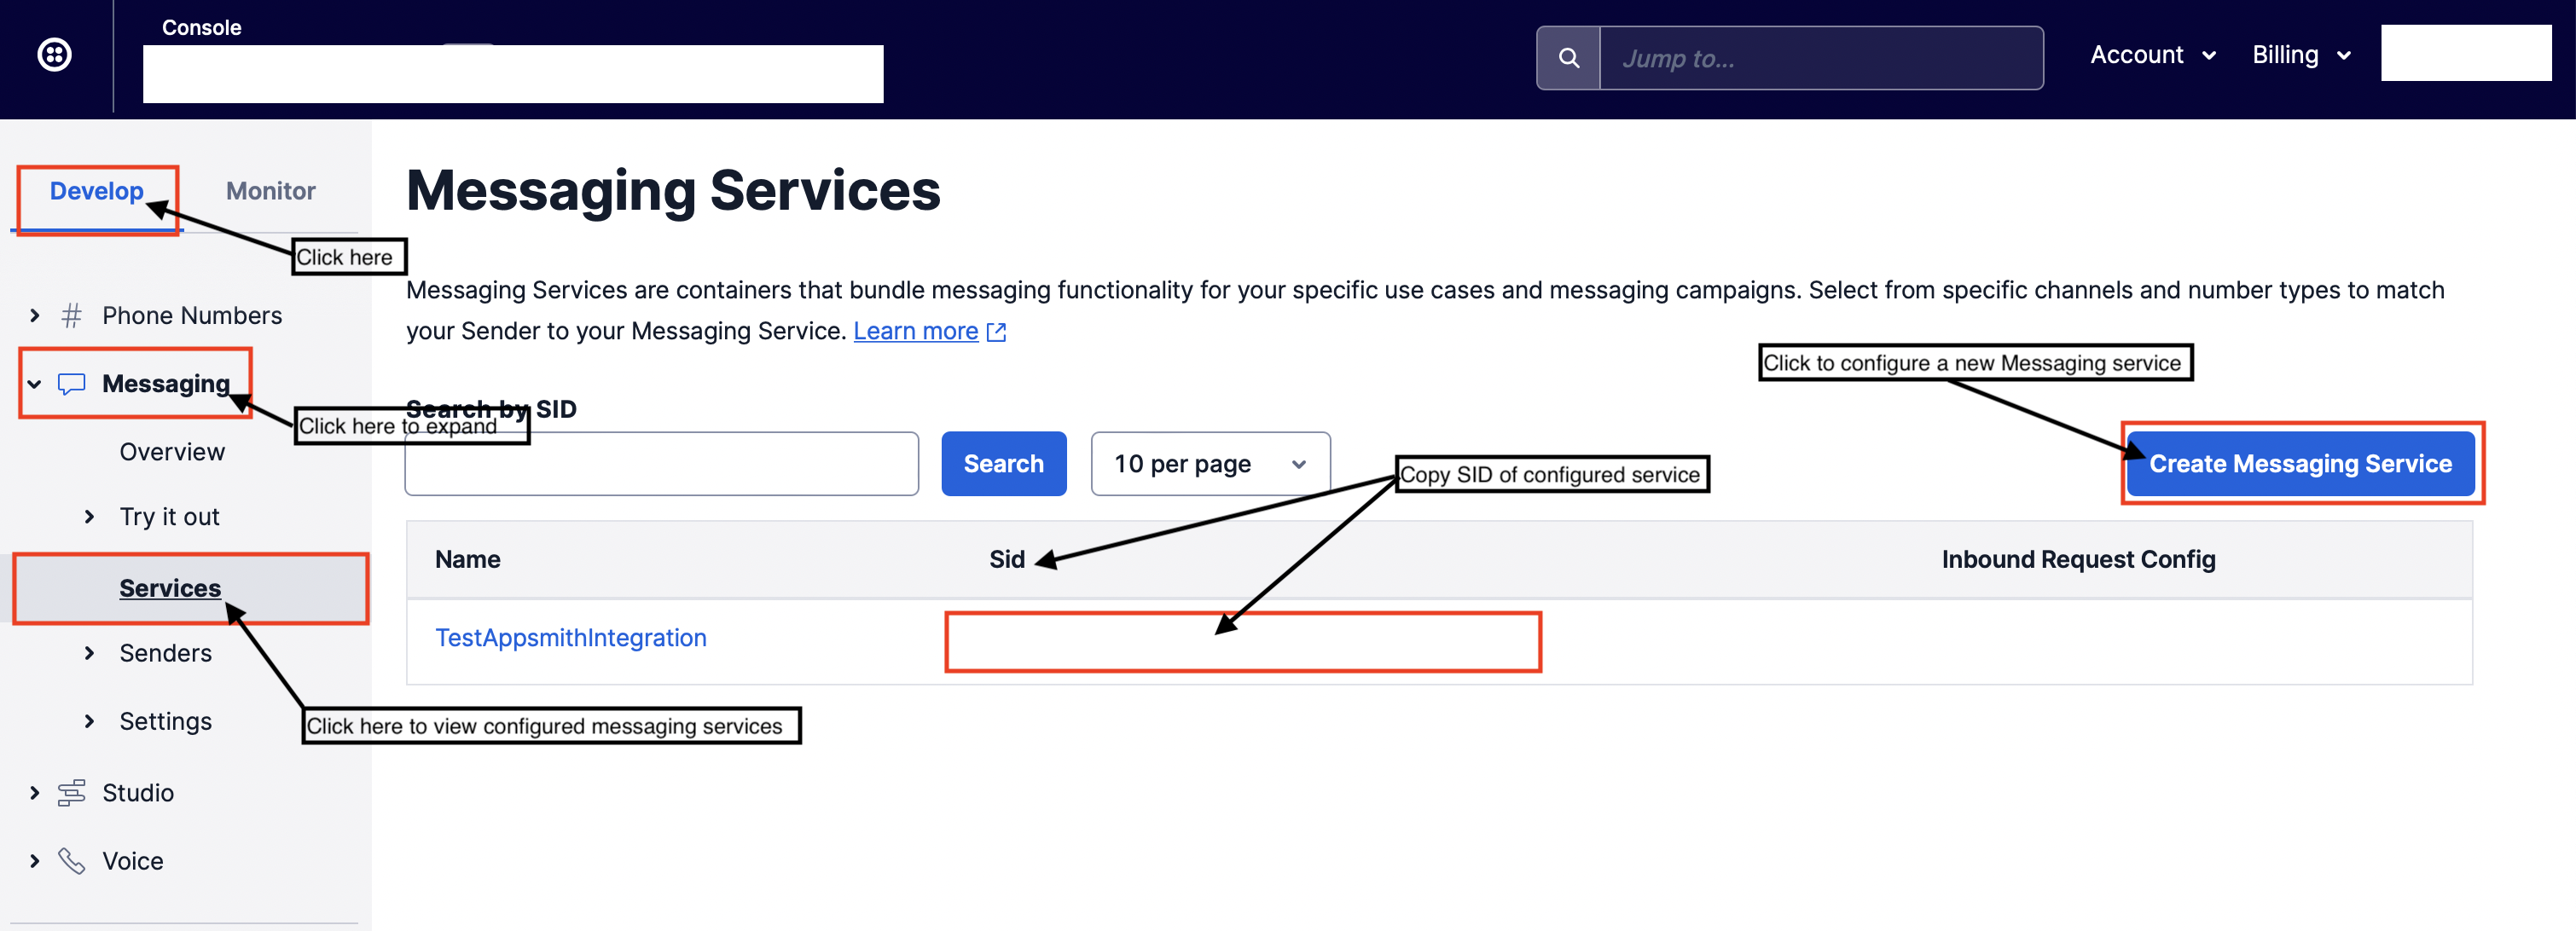 Console
Jump to...
Account
Billing
Develop
Monitor
Click here
Phone Numbers
Messaging
Click here to expand
Overview
Try it out
Services
Senders
Settings
Click here to view configured messaging services
Studio
Voice
Messaging Services
Messaging Services are containers that bundle messaging functionality for your specific use cases and messaging campaigns. Select from specific channels and number types to match
your Sender to your Messaging Service. Learn more
Click to configure a new Messaging service
Search by SID
Search
10 per page
Copy SID of configured service
Create Messaging Service
Name
Sid
Inbound Request Config
TestAppsmithIntegration